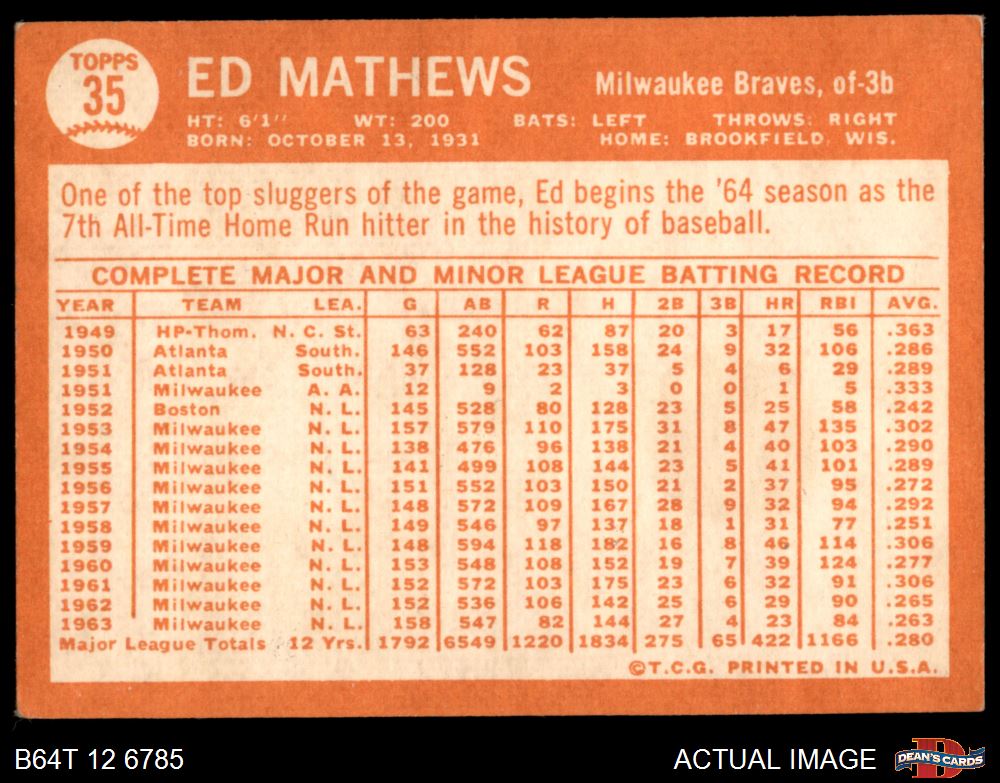 TOPPS
35
ED MATHEWS Milwaukee Braves, of-3b
HT: 6'1" WT: 200 BATS: LEFT THROWS: RIGHT
BORN: OCTOBER 13, 1931 HOME: BROOKFIELD, WIS.
One of the top sluggers of the game, Ed begins the '64 season as the
7th All-Time Home Run hitter in the history of baseball.
COMPLETE MAJOR AND MINOR LEAGUE BATTING RECORD
YEAR TEAM LEA. G AB R H 2B 3B HR RBI AVG.
1949 HP-Thom. N. C. St. 63 240 62 87 20 3 17 56 .363
1950 Atlanta South. 146 552 103 158 24 9 32 106 .286
1951 Atlanta South. 37 128 23 37 5 4 6 29 .289
1951 Milwaukee A. A. 12 9 2 3 0 0 1 5 .333
1952 Boston N. L. 145 528 80 128 23 5 25 58 .242
1953 Milwaukee N. L. 157 579 110 175 31 8 47 135 .302
1954 Milwaukee N. L. 138 476 96 138 21 4 40 103 .290
1955 Milwaukee N. L. 141 499 108 144 23 5 41 101 .289
1956 Milwaukee N. L. 151 552 103 150 21 2 37 95 .272
1957 Milwaukee N. L. 148 572 109 167 28 9 32 94 .292
1958 Milwaukee N. L. 149 546 97 137 18 1 31 77 .251
1959 Milwaukee N. L. 148 594 118 182 16 8 46 114 .306
1960 Milwaukee N. L. 153 548 108 152 19 7 39 124 .277
1961 Milwaukee N. L. 152 572 103 175 23 6 32 91 .306
1962 Milwaukee N. L. 152 536 106 142 25 6 29 90 .265
1963 Milwaukee N. L. 158 547 82 144 27 4 23 84 .263
Major League Totals 12 Yrs. 1792 6549 1220 1834 275 65 422 1166 .280
©T.C.G. PRINTED IN U.S.A.
B64T 12 6785 ACTUAL IMAGE D DEAN'S CARDS